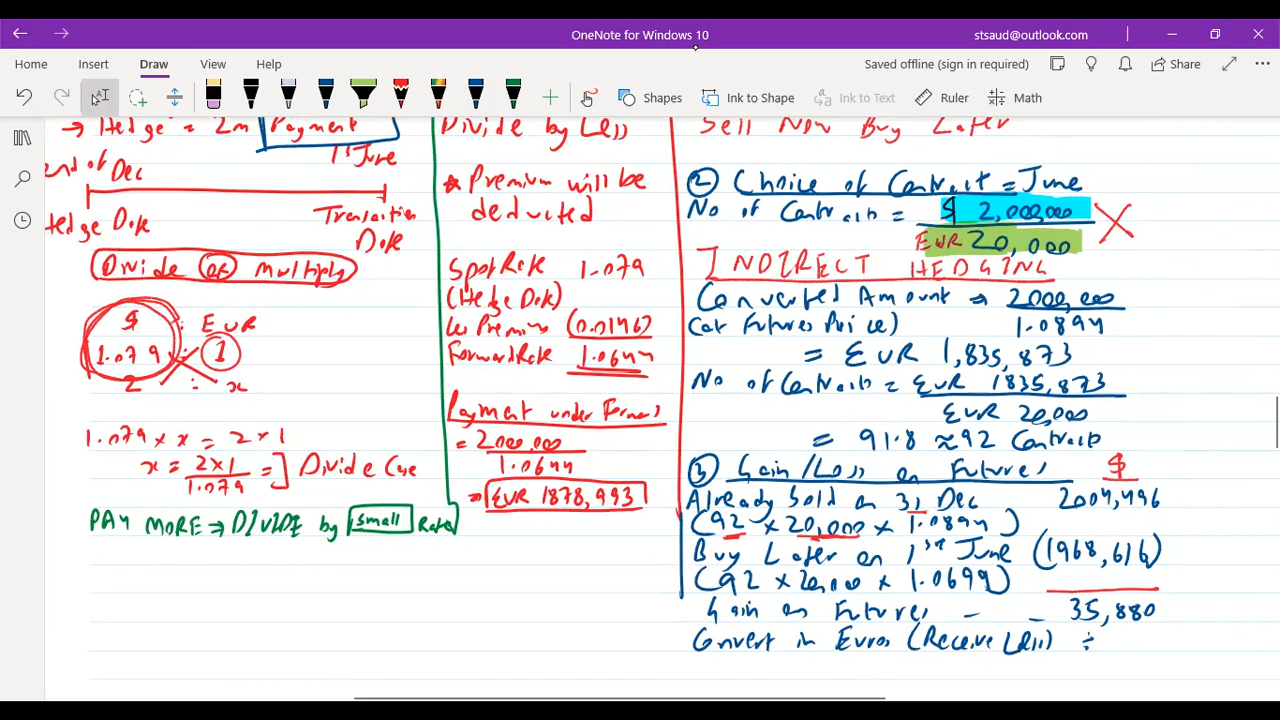 OneNote for Windows 10
stsaud@outlook.com
Home Insert Draw View Help
Saved offline (sign in required)
Share
Shapes
Ink to Shape
Ink to Text
Ruler
Math
→ Hedge = 2m Payment
1st June
2nd of Dec
Hedge Date
Transaction
Date
Divide or Multiply
$ : EUR
1.079 : 1
2 : x
1.079 × x = 2 × 1
x = 2×1 / 1.079 = ] Divide Case
PAY MORE ⇒ DIVIDE by small Rate
Divide by Less
* Premium will be
deducted
Spot Rate 1.079
(Hedge Date)
Les Premium (0.0146)
Forward Rate 1.0644
Payment under Forward
= 2000,000
1.0644
= EUR 1878,993
Sell Now Buy Later
② Choice of Contract = June
No of Contracts = $ 2,000,000
EUR 20,000
INDIRECT HEDGING
Converted Amount ⇒ 2000,000
(at Futures Price) 1.0894
= EUR 1,835,873
No of Contracts = EUR 1835,873
EUR 20,000
= 91.8 ≈ 92 Contracts
③ Gain/Loss on Futures $
Already Sold on 31 Dec 2004,496
(92 × 20,000 × 1.0894)
Buy Later on 1st June (1968,616)
(92 × 20,000 × 1.0699)
Gain on Futures - - 35,880
Convert in Euros (Receive Less) ÷